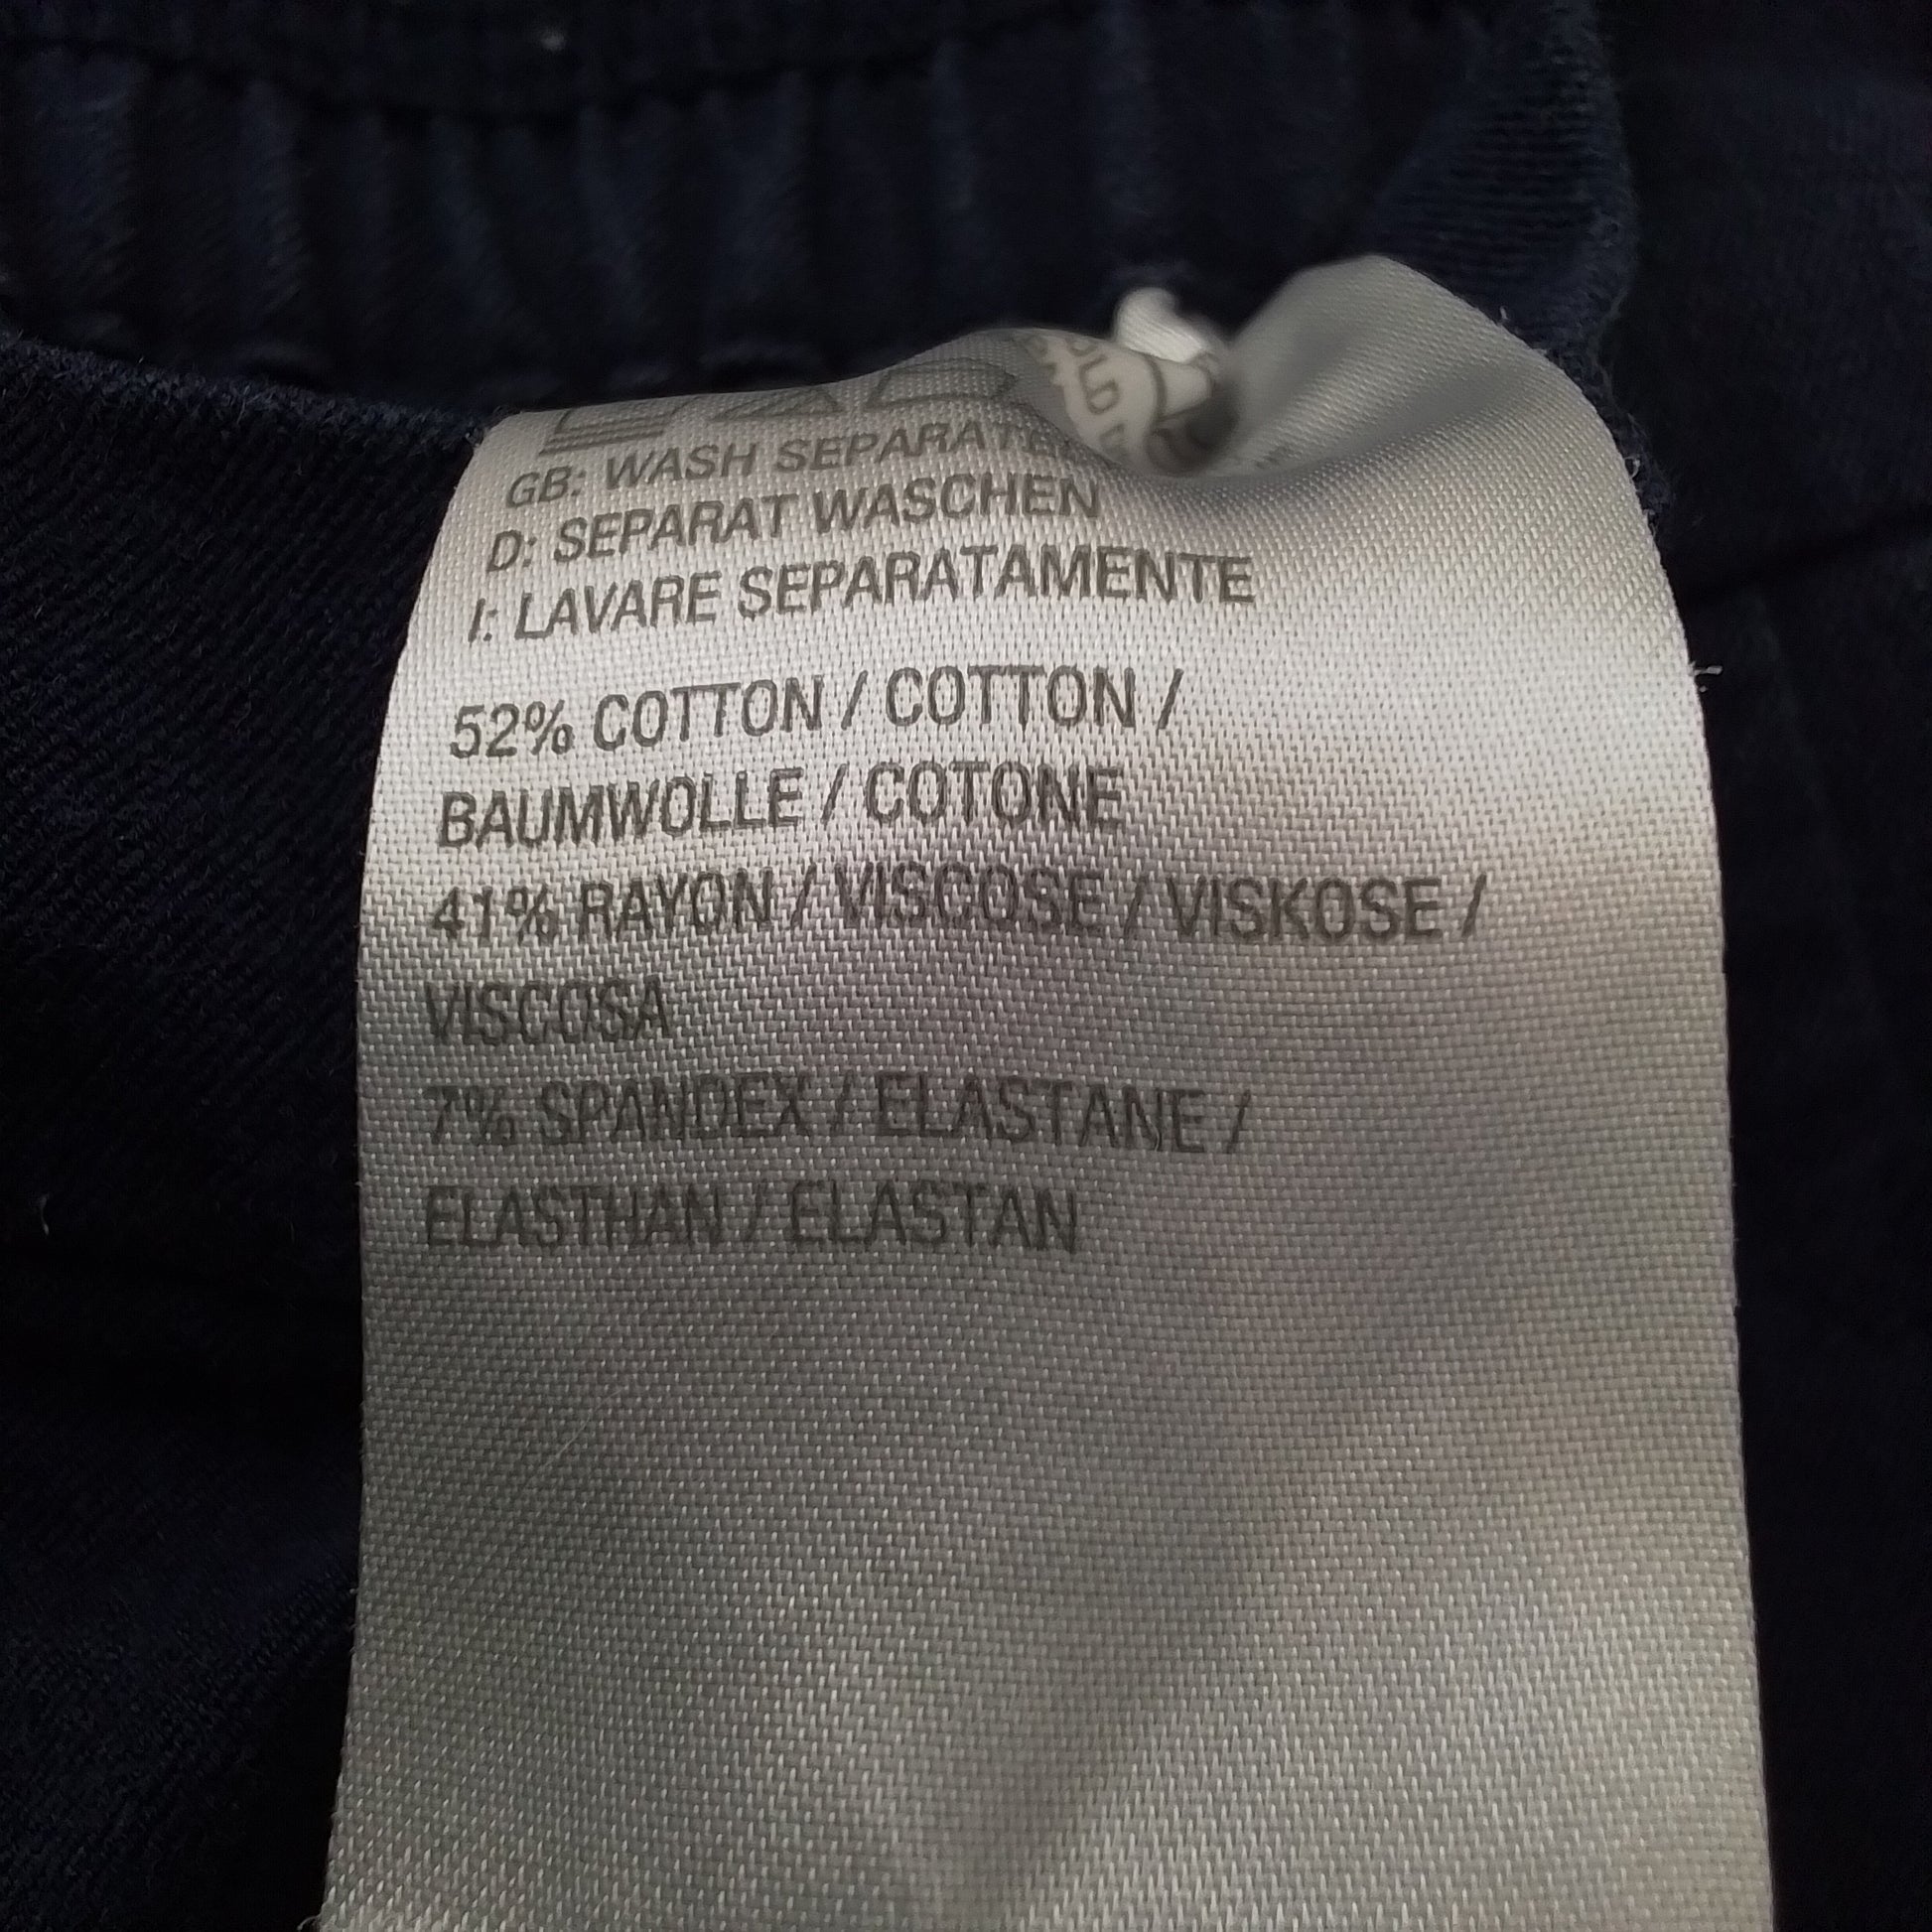 GB: WASH
D: SEPARAT WASCHEN
I: LAVARE SEPARATAMENTE
52% COTTON / COTTON /
BAUMWOLLE / COTONE
41% RAYON / VISCOSE / VISKOSE /
VISCOSA
7% SPANDEX / ELASTANE /
ELASTHAN / ELASTAN